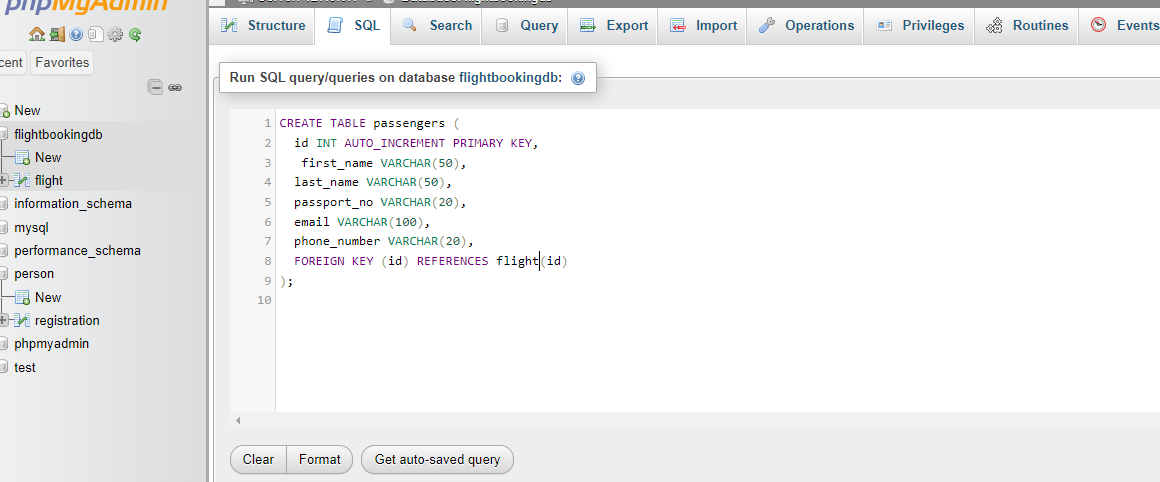 phpMyAdmin
cent Favorites
New
flightbookingdb
New
flight
information_schema
mysql
performance_schema
person
New
registration
phpmyadmin
test
Structure SQL Search Query Export Import Operations Privileges Routines Events
Run SQL query/queries on database flightbookingdb:
1 CREATE TABLE passengers (
2 id INT AUTO_INCREMENT PRIMARY KEY,
3 first_name VARCHAR(50),
4 last_name VARCHAR(50),
5 passport_no VARCHAR(20),
6 email VARCHAR(100),
7 phone_number VARCHAR(20),
8 FOREIGN KEY (id) REFERENCES flight(id)
9 );
10
Clear Format Get auto-saved query